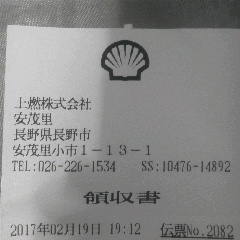 上燃株式会社
安茂里
長野県長野市
安茂里小市1-13-1
TEL:026-226-1534 SS:10476-14892
領収書
2017年02月19日 19:12 伝票No.2082